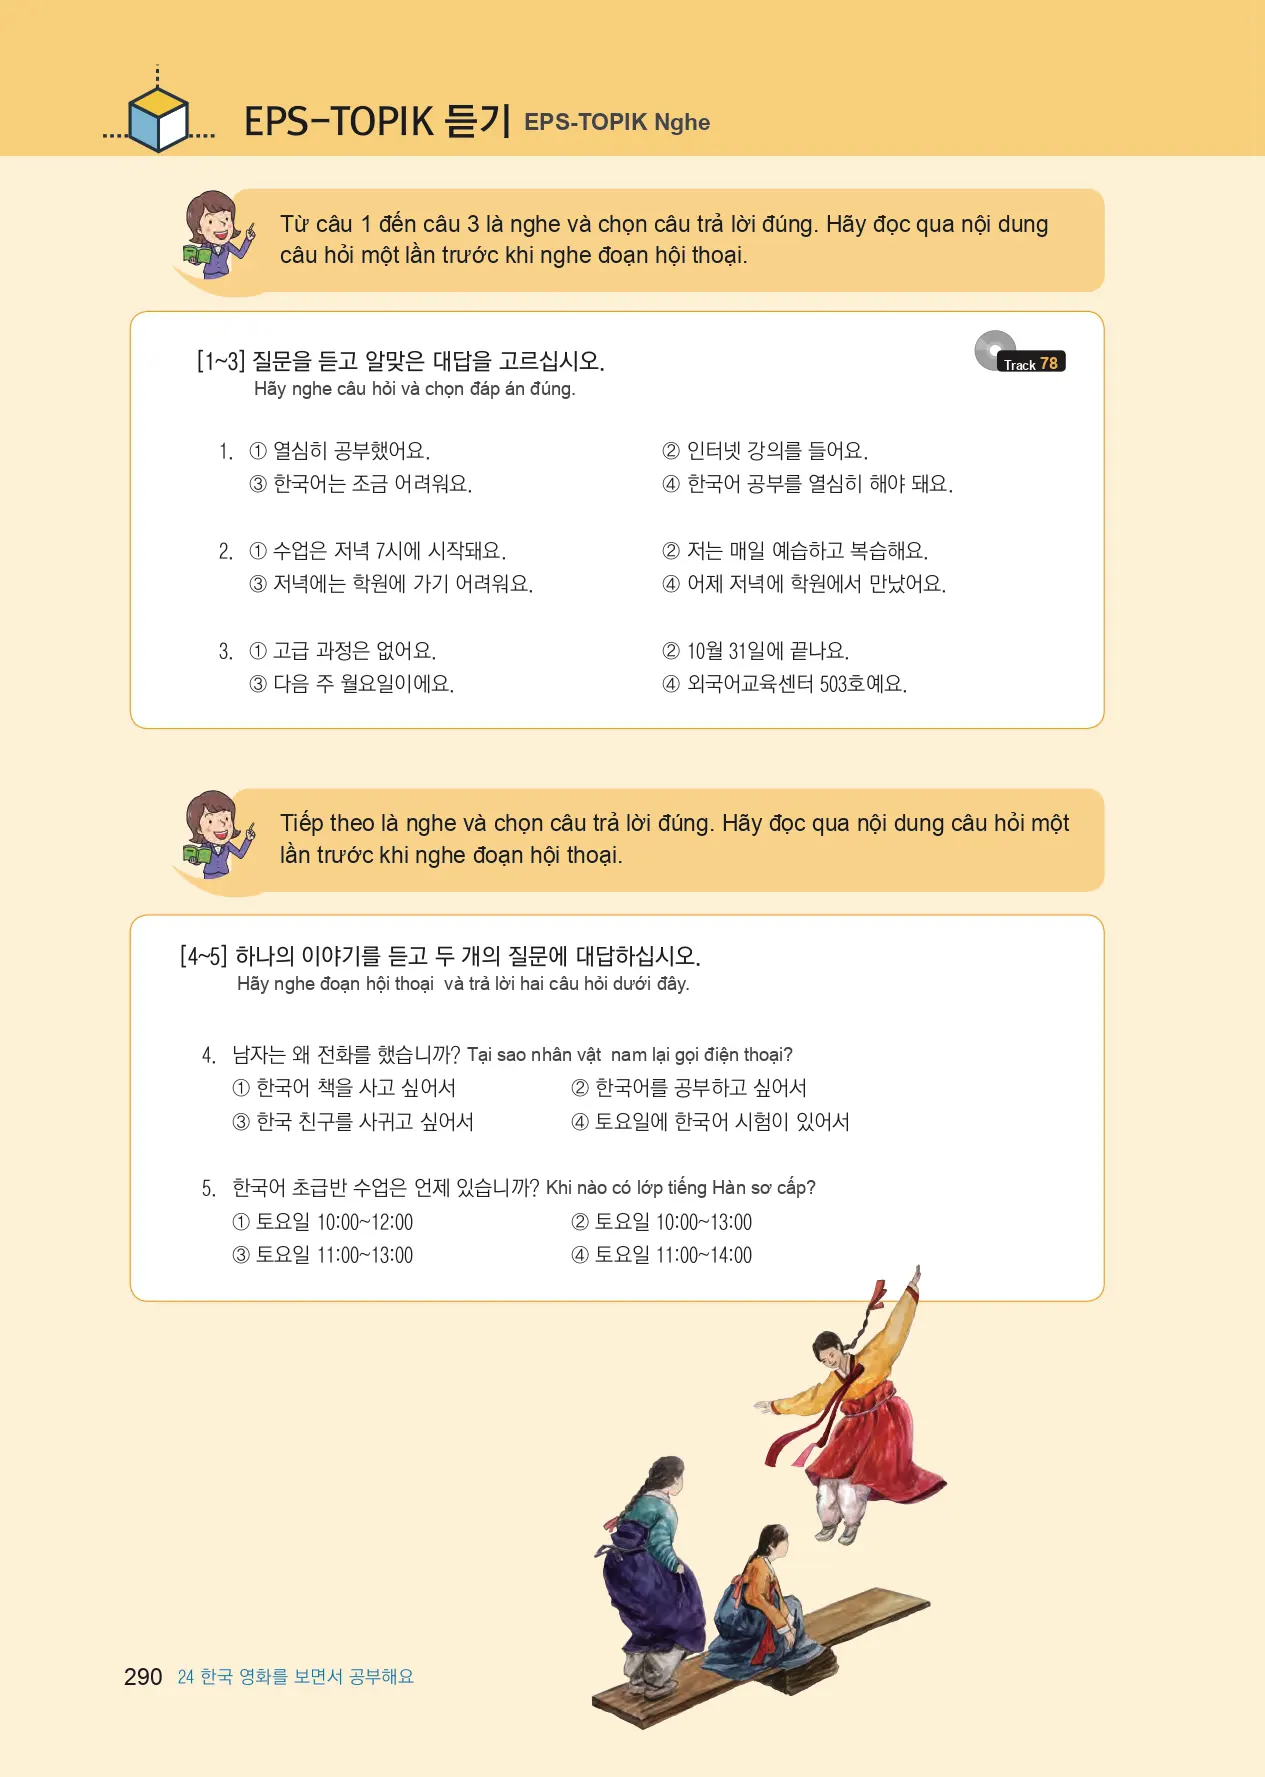 EPS-TOPIK 듣기 EPS-TOPIK Nghe
Từ câu 1 đến câu 3 là nghe và chọn câu trả lời đúng. Hãy đọc qua nội dung
câu hỏi một lần trước khi nghe đoạn hội thoại.
[1~3] 질문을 듣고 알맞은 대답을 고르십시오.
Hãy nghe câu hỏi và chọn đáp án đúng.
Track 78
1. ① 열심히 공부했어요. ② 인터넷 강의를 들어요.
③ 한국어는 조금 어려워요. ④ 한국어 공부를 열심히 해야 돼요.
2. ① 수업은 저녁 7시에 시작돼요. ② 저는 매일 예습하고 복습해요.
③ 저녁에는 학원에 가기 어려워요. ④ 어제 저녁에 학원에서 만났어요.
3. ① 고급 과정은 없어요. ② 10월 31일에 끝나요.
③ 다음 주 월요일이에요. ④ 외국어교육센터 503호예요.
Tiếp theo là nghe và chọn câu trả lời đúng. Hãy đọc qua nội dung câu hỏi một
lần trước khi nghe đoạn hội thoại.
[4~5] 하나의 이야기를 듣고 두 개의 질문에 대답하십시오.
Hãy nghe đoạn hội thoại và trả lời hai câu hỏi dưới đây.
4. 남자는 왜 전화를 했습니까? Tại sao nhân vật nam lại gọi điện thoại?
① 한국어 책을 사고 싶어서 ② 한국어를 공부하고 싶어서
③ 한국 친구를 사귀고 싶어서 ④ 토요일에 한국어 시험이 있어서
5. 한국어 초급반 수업은 언제 있습니까? Khi nào có lớp tiếng Hàn sơ cấp?
① 토요일 10:00~12:00 ② 토요일 10:00~13:00
③ 토요일 11:00~13:00 ④ 토요일 11:00~14:00
290 24 한국 영화를 보면서 공부해요